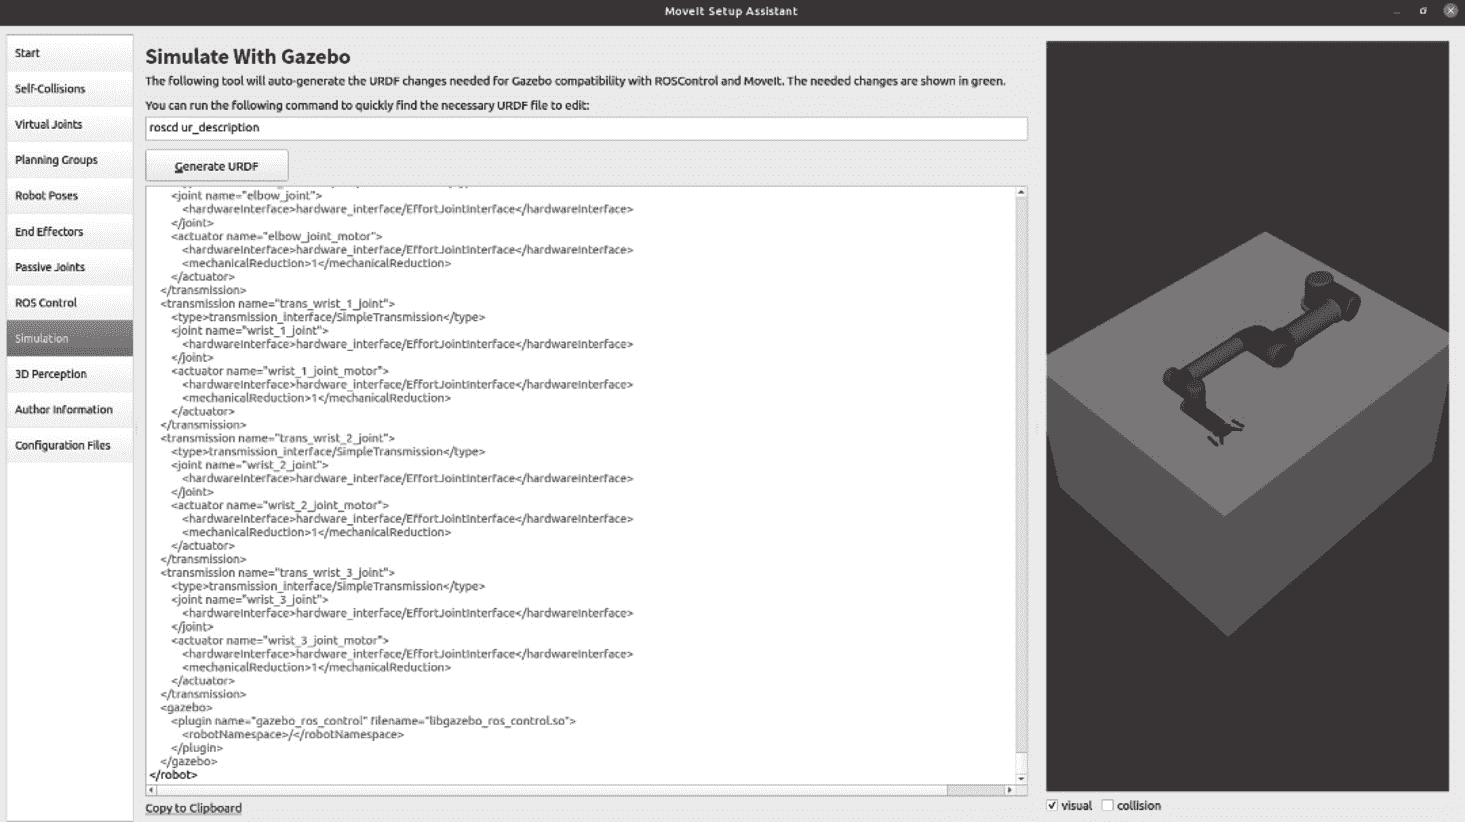 MoveIt Setup Assistant
Start
Self-Collisions
Virtual Joints
Planning Groups
Robot Poses
End Effectors
Passive Joints
ROS Control
Simulation
3D Perception
Author Information
Configuration Files
Simulate With Gazebo
The following tool will auto-generate the URDF changes needed for Gazebo compatibility with ROSControl and MoveIt. The needed changes are shown in green.
You can run the following command to quickly find the necessary URDF file to edit:
roscd ur_description
Generate URDF
<joint name="elbow_joint">
<hardwareInterface>hardware_interface/EffortJointInterface</hardwareInterface>
</joint>
<actuator name="elbow_joint_motor">
<hardwareInterface>hardware_interface/EffortJointInterface</hardwareInterface>
<mechanicalReduction>1</mechanicalReduction>
</actuator>
</transmission>
<transmission name="trans_wrist_1_joint">
<type>transmission_interface/SimpleTransmission</type>
<joint name="wrist_1_joint">
<hardwareInterface>hardware_interface/EffortJointInterface</hardwareInterface>
</joint>
<actuator name="wrist_1_joint_motor">
<hardwareInterface>hardware_interface/EffortJointInterface</hardwareInterface>
<mechanicalReduction>1</mechanicalReduction>
</actuator>
</transmission>
<transmission name="trans_wrist_2_joint">
<type>transmission_interface/SimpleTransmission</type>
<joint name="wrist_2_joint">
<hardwareInterface>hardware_interface/EffortJointInterface</hardwareInterface>
</joint>
<actuator name="wrist_2_joint_motor">
<hardwareInterface>hardware_interface/EffortJointInterface</hardwareInterface>
<mechanicalReduction>1</mechanicalReduction>
</actuator>
</transmission>
<transmission name="trans_wrist_3_joint">
<type>transmission_interface/SimpleTransmission</type>
<joint name="wrist_3_joint">
<hardwareInterface>hardware_interface/EffortJointInterface</hardwareInterface>
</joint>
<actuator name="wrist_3_joint_motor">
<hardwareInterface>hardware_interface/EffortJointInterface</hardwareInterface>
<mechanicalReduction>1</mechanicalReduction>
</actuator>
</transmission>
<gazebo>
<plugin name="gazebo_ros_control" filename="libgazebo_ros_control.so">
<robotNamespace>/</robotNamespace>
</plugin>
</gazebo>
</robot>
Copy to Clipboard
visual
collision